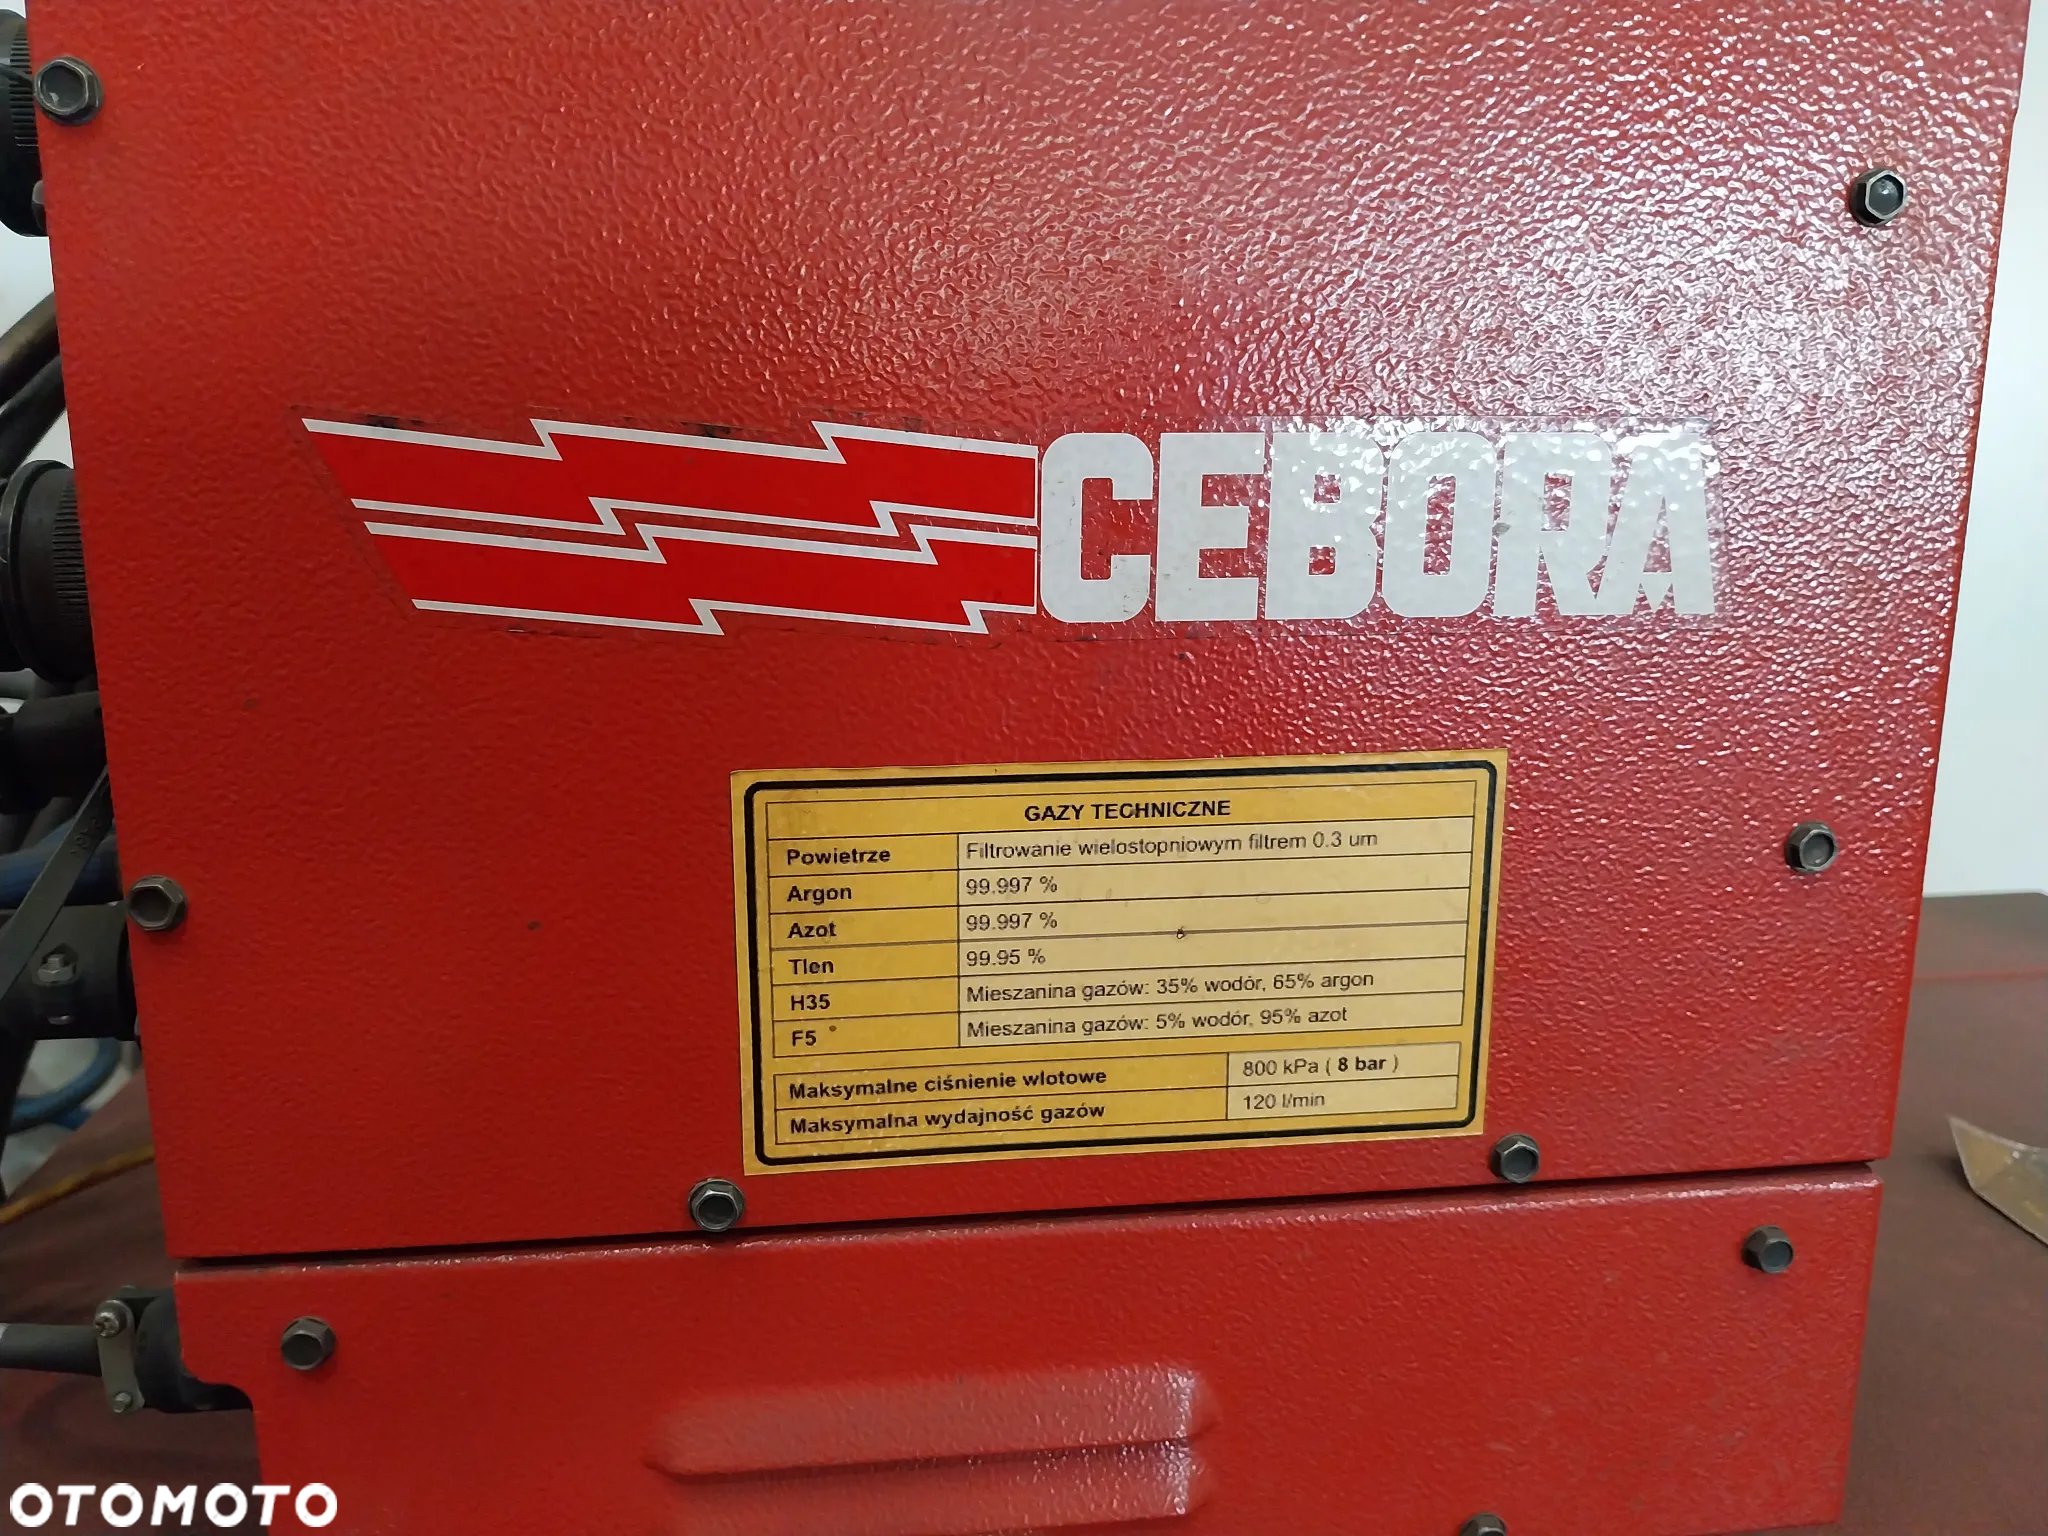 CEBORA
GAZY TECHNICZNE
Powietrze Filtrowanie wielostopniowym filtrem 0.3 um
Argon 99.997 %
Azot 99.997 %
Tlen 99.95 %
H35 Mieszanina gazów: 35% wodór, 65% argon
F5 Mieszanina gazów: 5% wodór, 95% azot
Maksymalne ciśnienie wlotowe 800 kPa ( 8 bar )
Maksymalna wydajność gazów 120 l/min
OTOMOTO